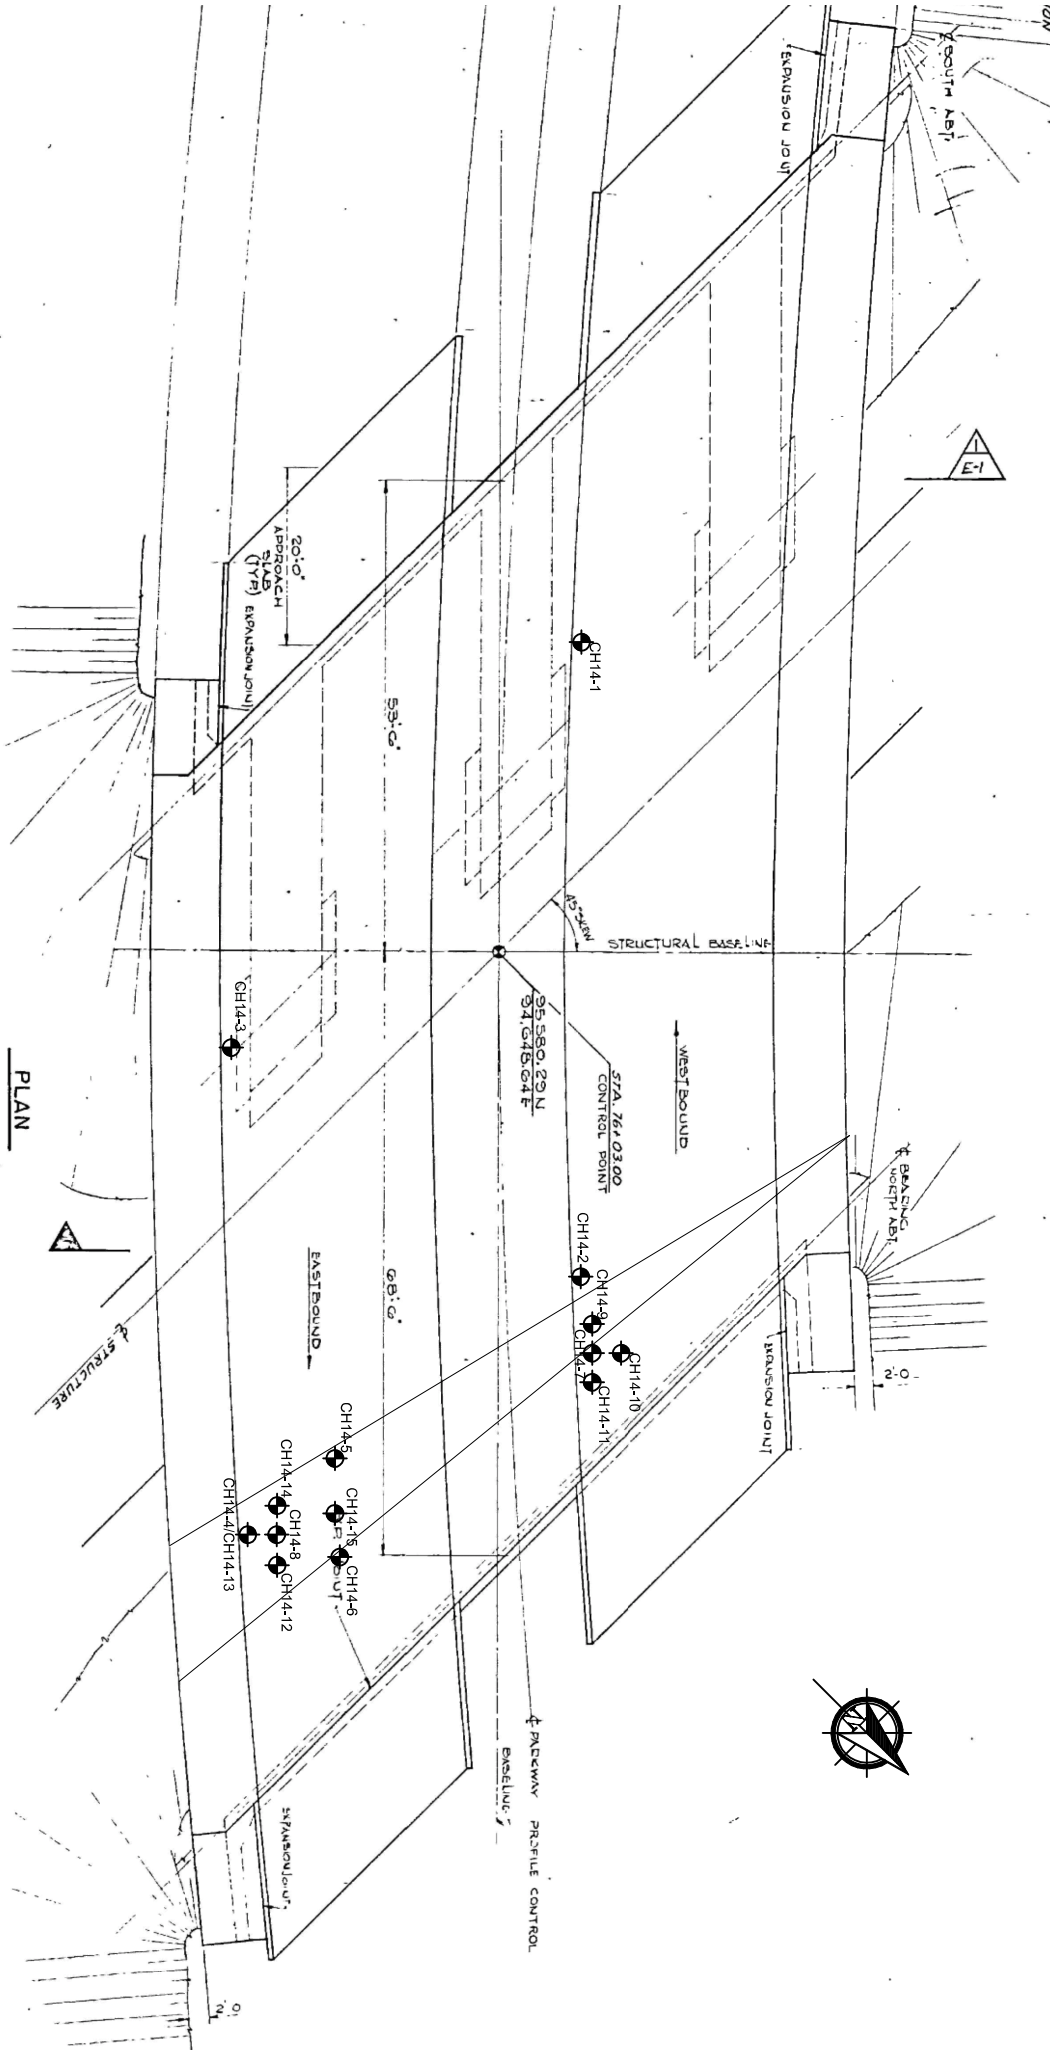 ℄ SOUTH ABT.
EXPANSION JOINT
1
E-1
20'-0"
APPROACH
SLAB
(TYP)
EXPANSION JOINT
53'-6"
CH14-1
45° SKEW
STRUCTURAL BASELINE
CH14-3
95,580.29 N
94,648.64 E
STA. 76+03.00
CONTROL POINT
WESTBOUND
PLAN
℄ BEARING
NORTH ABT.
EASTBOUND
68'-6"
℄ STRUCTURE
CH14-2
CH14-9
CH14-7
CH14-10
CH14-11
EXPANSION JOINT
2'-0
CH14-5
CH14-14
CH14-15
CH14-4/CH14-13
CH14-8
CH14-6
CH14-12
℄ PARKWAY PROFILE CONTROL
BASELINE
EXPANSION JOINT
2'-0
N